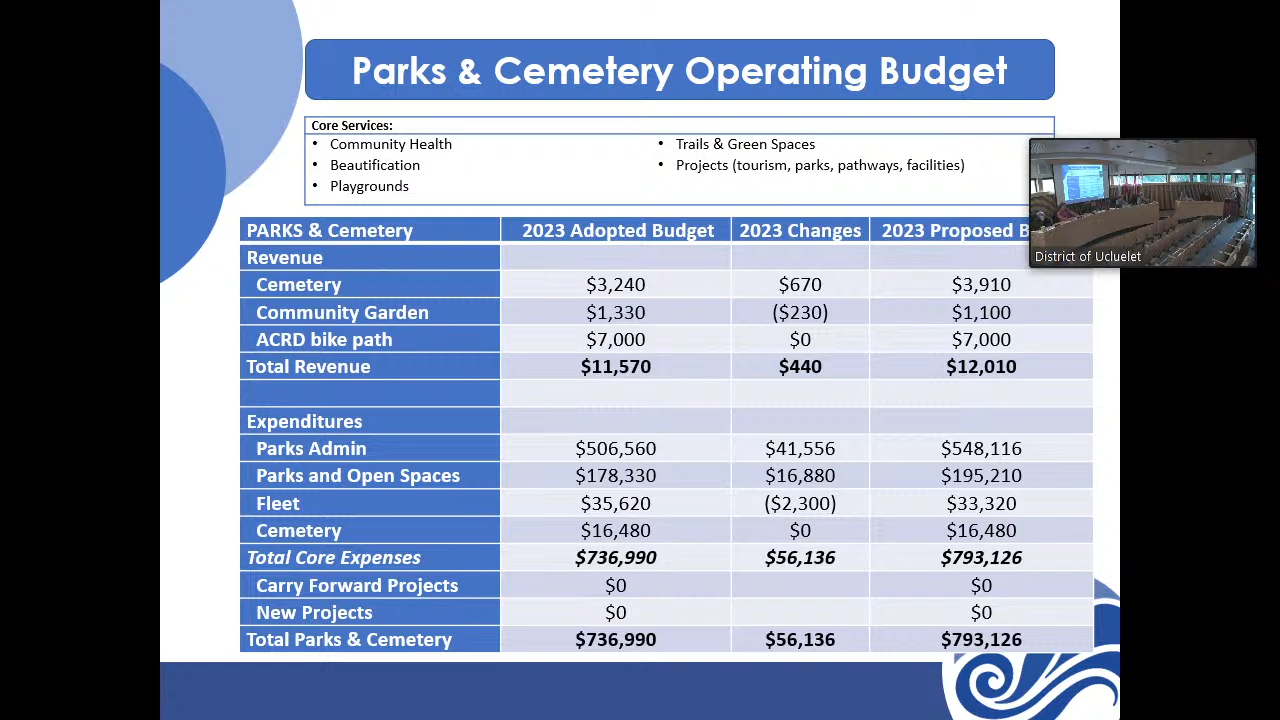 Parks & Cemetery Operating Budget
Core Services:
• Community Health
• Beautification
• Playgrounds
• Trails & Green Spaces
• Projects (tourism, parks, pathways, facilities)
District of Ucluelet
PARKS & Cemetery 2023 Adopted Budget 2023 Changes 2023 Proposed
Revenue
Cemetery $3,240 $670 $3,910
Community Garden $1,330 ($230) $1,100
ACRD bike path $7,000 $0 $7,000
Total Revenue $11,570 $440 $12,010
Expenditures
Parks Admin $506,560 $41,556 $548,116
Parks and Open Spaces $178,330 $16,880 $195,210
Fleet $35,620 ($2,300) $33,320
Cemetery $16,480 $0 $16,480
Total Core Expenses $736,990 $56,136 $793,126
Carry Forward Projects $0 $0
New Projects $0 $0
Total Parks & Cemetery $736,990 $56,136 $793,126